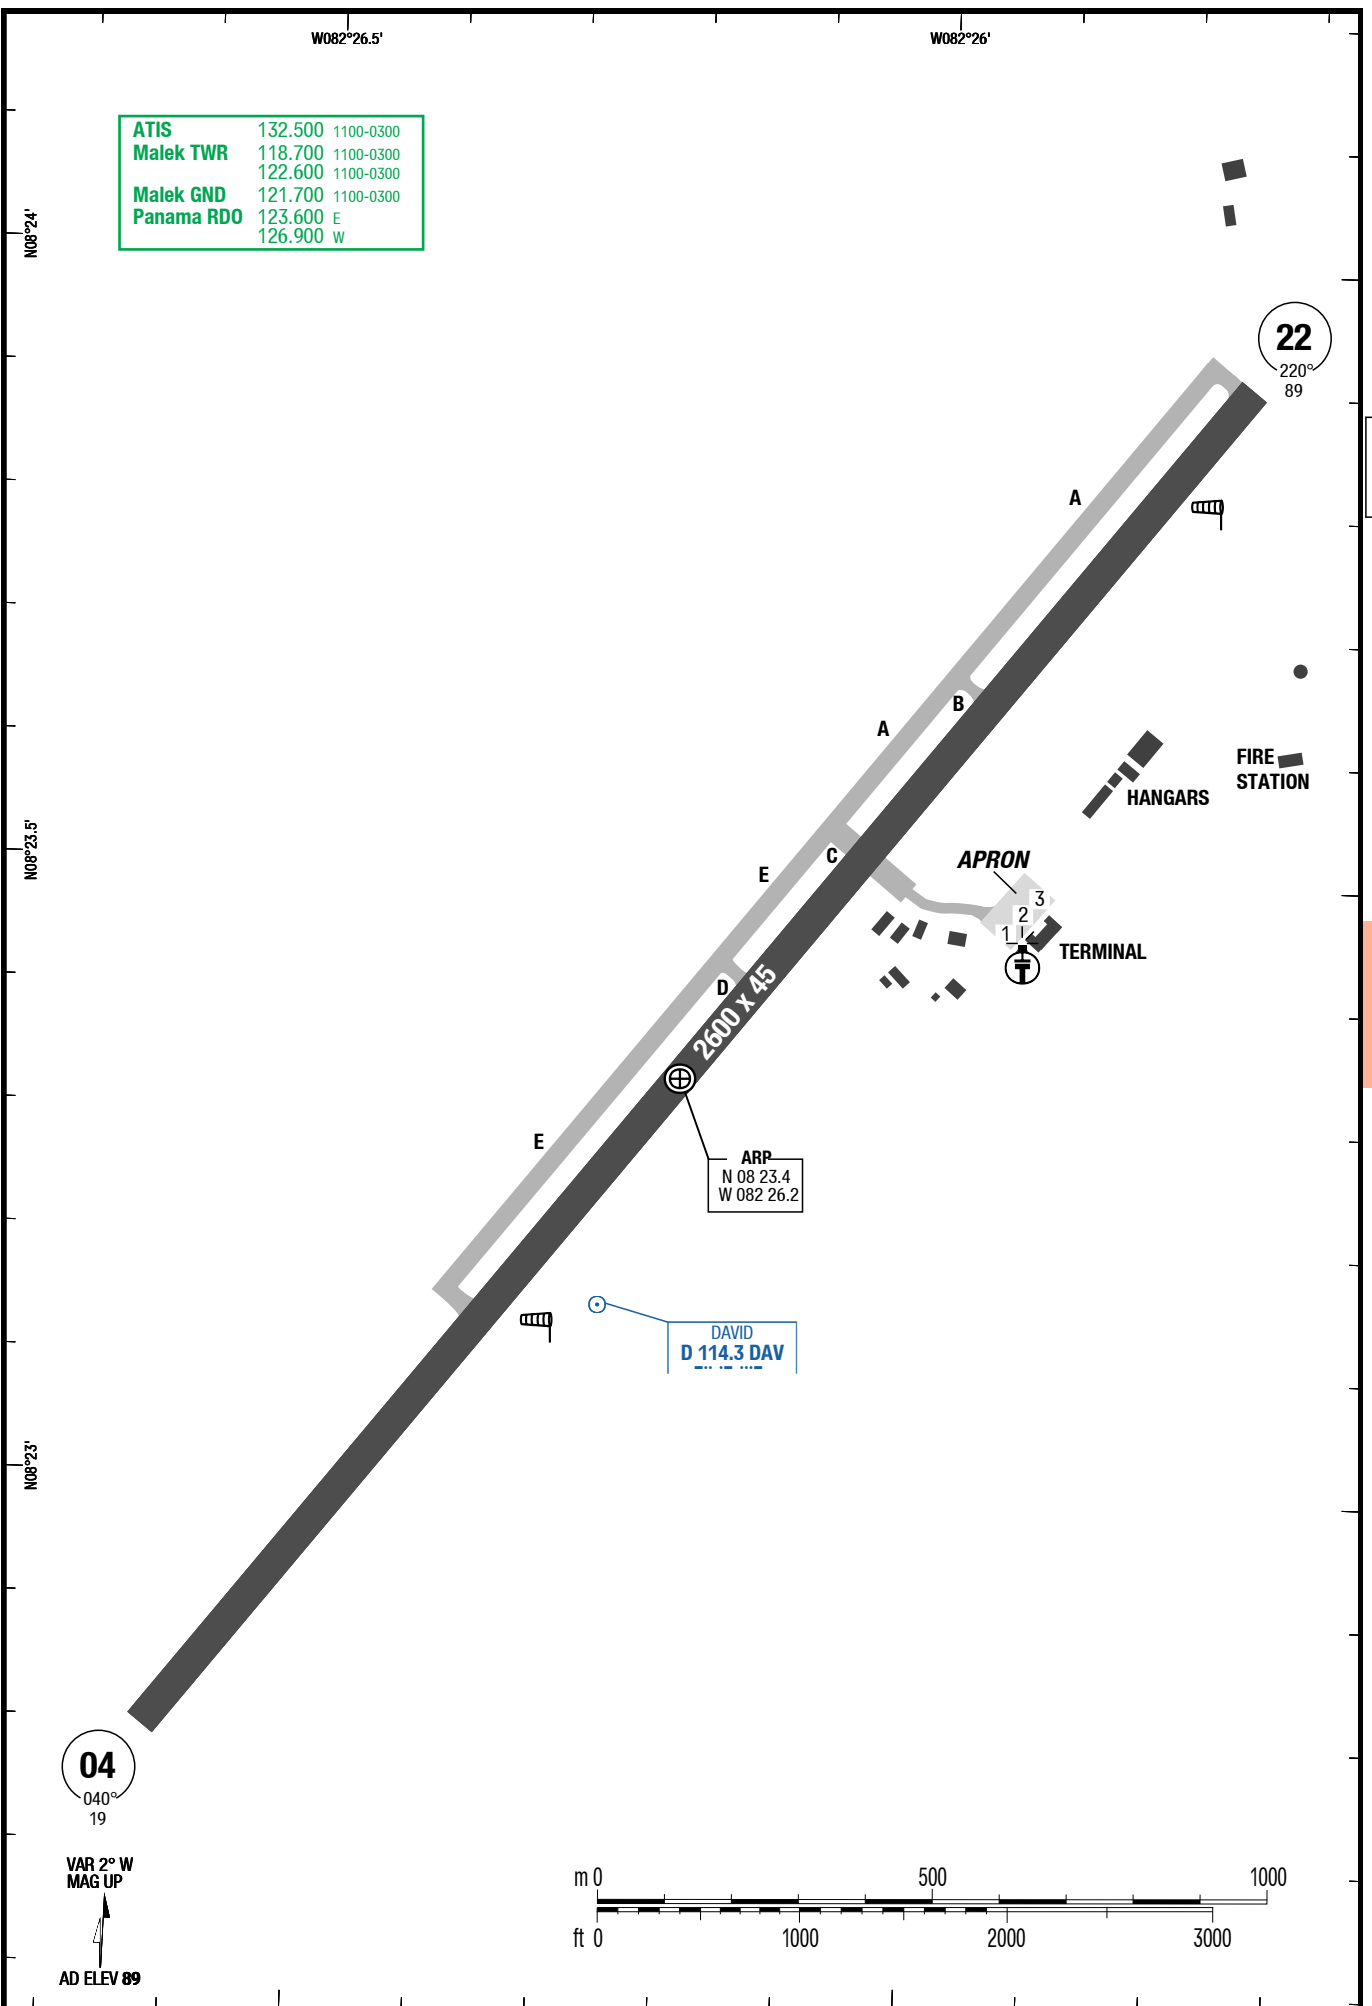 W082°26.5'
W082°26'
ATIS 132.500 1100-0300
Malek TWR 118.700 1100-0300
122.600 1100-0300
Malek GND 121.700 1100-0300
Panama RDO 123.600 E
126.900 W
N08°24'
22
220°
89
A
B
A
FIRE
STATION
HANGARS
N08°23.5'
C
APRON
E
3
2
1
TERMINAL
D
2600 x 45
E
ARP
N 08 23.4
W 082 26.2
DAVID
D 114.3 DAV
N08°23'
04
040°
19
VAR 2° W
MAG UP
AD ELEV 89
m 0 500 1000
ft 0 1000 2000 3000